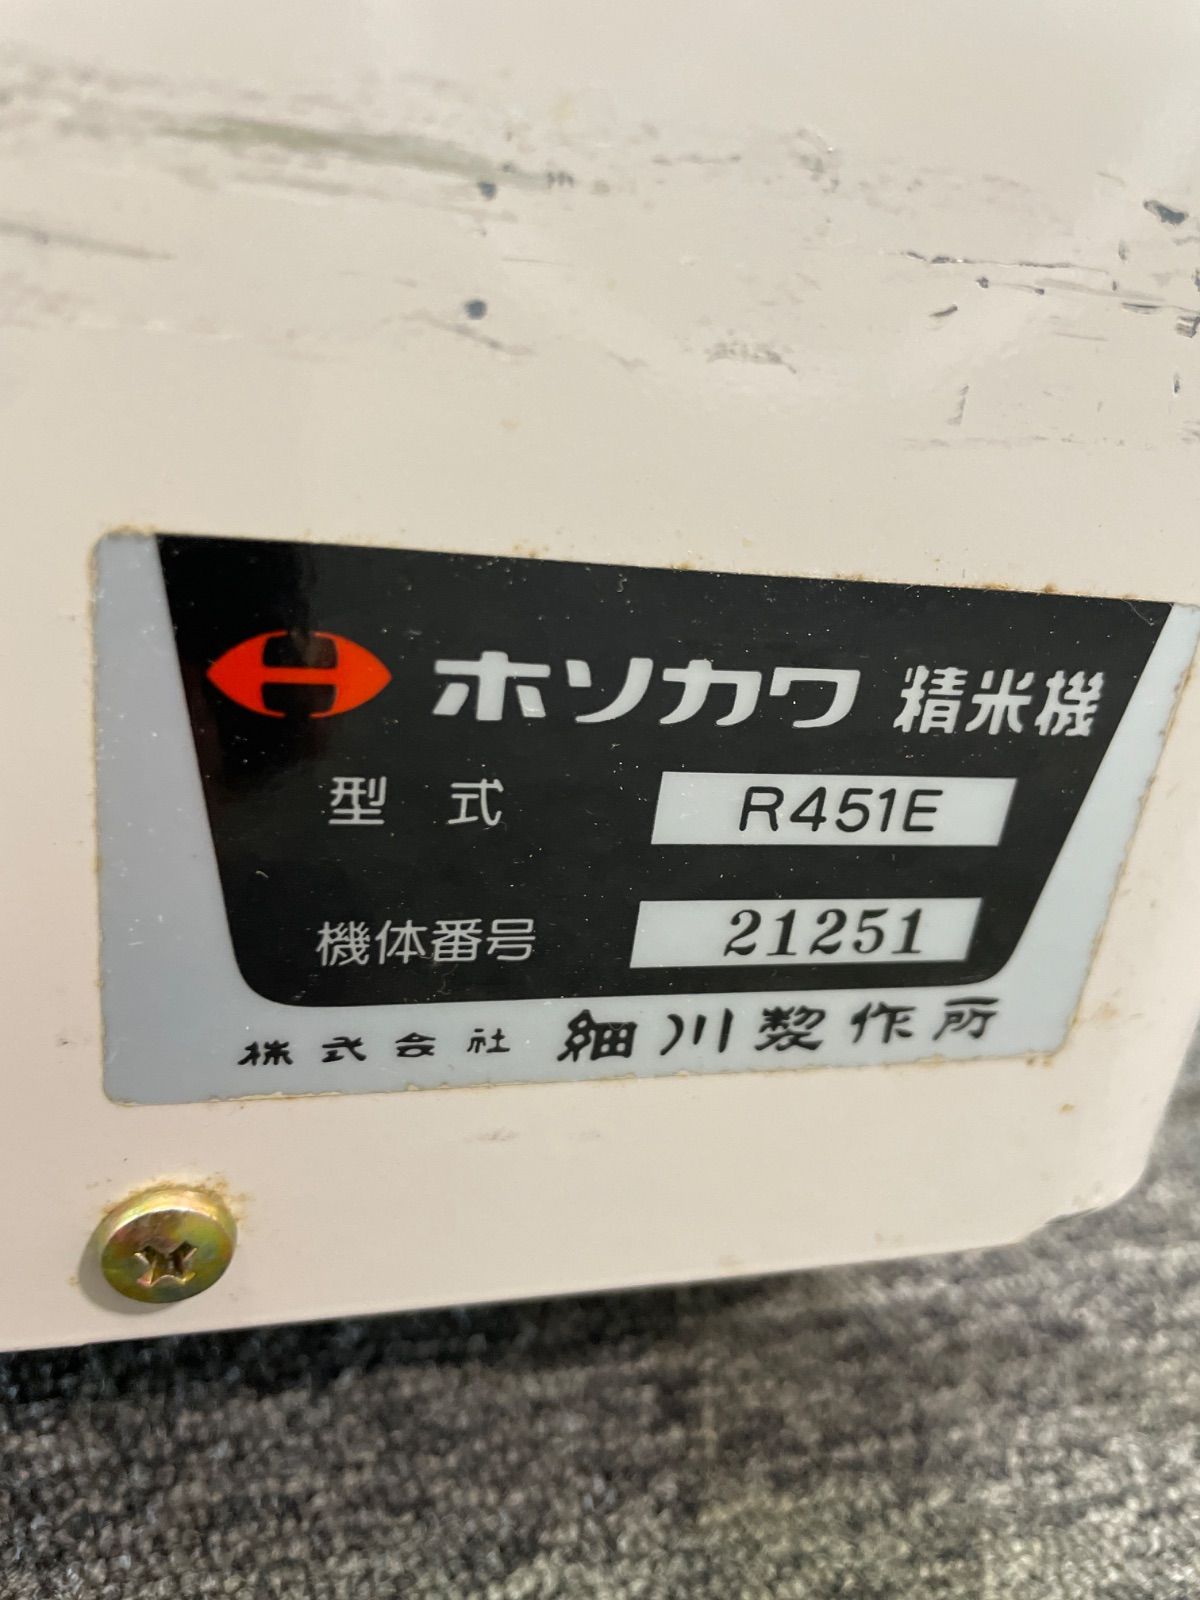 ホソカワ 精米機
型式 R451E
機体番号 21251
株式会社 細川製作所